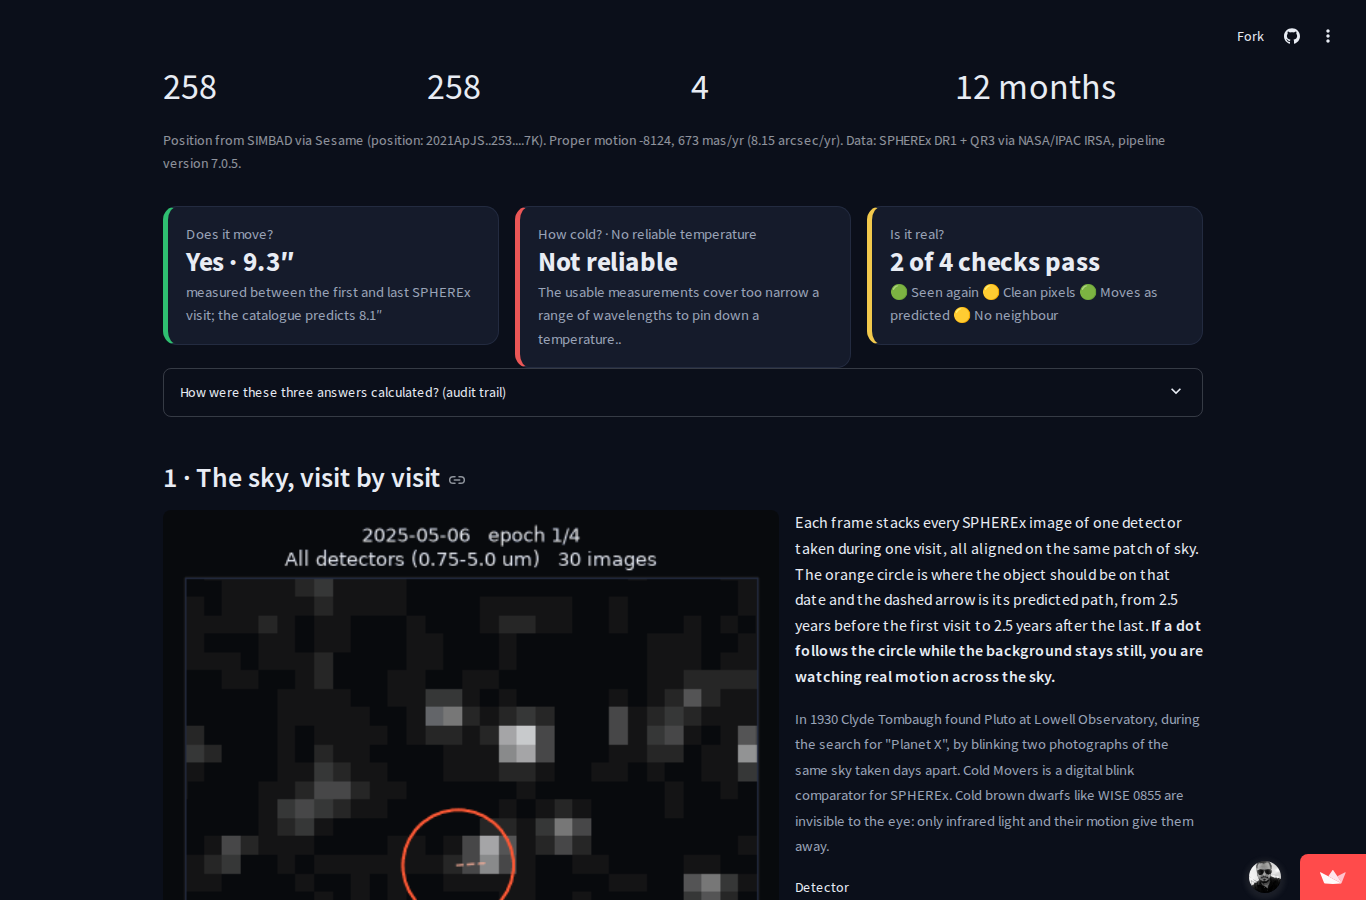 Fork
258 258 4 12 months
Position from SIMBAD via Sesame (position: 2021ApJS..253....7K). Proper motion -8124, 673 mas/yr (8.15 arcsec/yr). Data: SPHEREx DR1 + QR3 via NASA/IPAC IRSA, pipeline
version 7.0.5.
Does it move?
Yes · 9.3″
measured between the first and last SPHEREx
visit; the catalogue predicts 8.1″
How cold? · No reliable temperature
Not reliable
The usable measurements cover too narrow a
range of wavelengths to pin down a
temperature..
Is it real?
2 of 4 checks pass
Seen again Clean pixels Moves as
predicted No neighbour
How were these three answers calculated? (audit trail)
1 · The sky, visit by visit
2025-05-06 epoch 1/4
All detectors (0.75-5.0 um) 30 images
Each frame stacks every SPHEREx image of one detector
taken during one visit, all aligned on the same patch of sky.
The orange circle is where the object should be on that
date and the dashed arrow is its predicted path, from 2.5
years before the first visit to 2.5 years after the last. If a dot
follows the circle while the background stays still, you are
watching real motion across the sky.
In 1930 Clyde Tombaugh found Pluto at Lowell Observatory, during
the search for "Planet X", by blinking two photographs of the
same sky taken days apart. Cold Movers is a digital blink
comparator for SPHEREx. Cold brown dwarfs like WISE 0855 are
invisible to the eye: only infrared light and their motion give them
away.
Detector